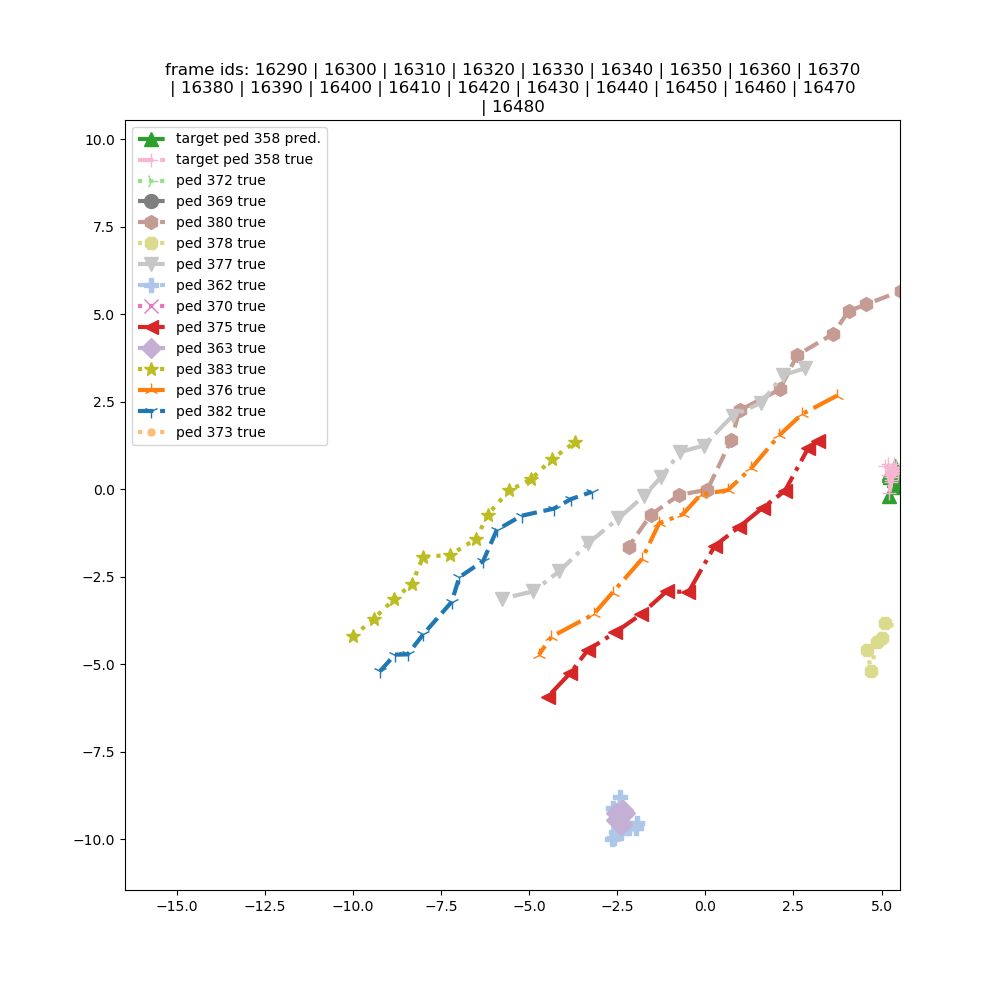 frame ids: 16290 | 16300 | 16310 | 16320 | 16330 | 16340 | 16350 | 16360 | 16370
| 16380 | 16390 | 16400 | 16410 | 16420 | 16430 | 16440 | 16450 | 16460 | 16470
| 16480
target ped 358 pred.
target ped 358 true
ped 372 true
ped 369 true
ped 380 true
ped 378 true
ped 377 true
ped 362 true
ped 370 true
ped 375 true
ped 363 true
ped 383 true
ped 376 true
ped 382 true
ped 373 true
10.0
7.5
5.0
2.5
0.0
−2.5
−5.0
−7.5
−10.0
−15.0 −12.5 −10.0 −7.5 −5.0 −2.5 0.0 2.5 5.0